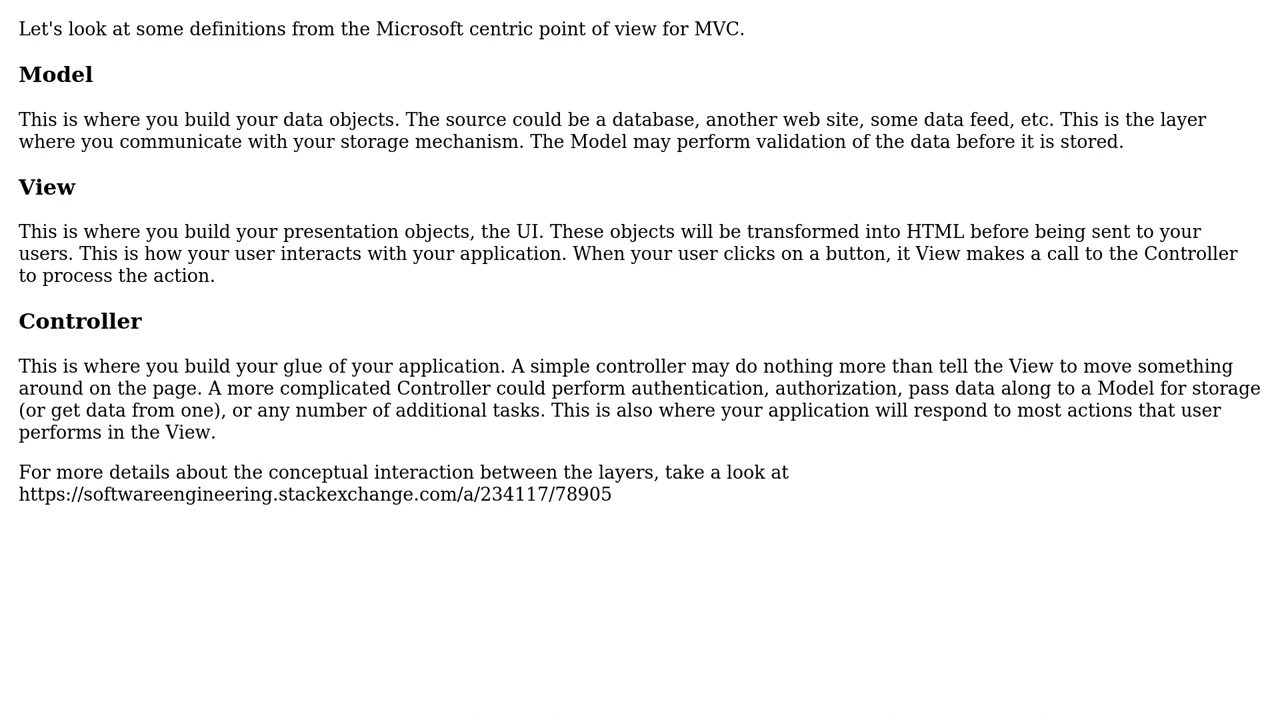 Let's look at some definitions from the Microsoft centric point of view for MVC.
Model
This is where you build your data objects. The source could be a database, another web site, some data feed, etc. This is the layer
where you communicate with your storage mechanism. The Model may perform validation of the data before it is stored.
View
This is where you build your presentation objects, the UI. These objects will be transformed into HTML before being sent to your
users. This is how your user interacts with your application. When your user clicks on a button, it View makes a call to the Controller
to process the action.
Controller
This is where you build your glue of your application. A simple controller may do nothing more than tell the View to move something
around on the page. A more complicated Controller could perform authentication, authorization, pass data along to a Model for storage
(or get data from one), or any number of additional tasks. This is also where your application will respond to most actions that user
performs in the View.
For more details about the conceptual interaction between the layers, take a look at
https://softwareengineering.stackexchange.com/a/234117/78905